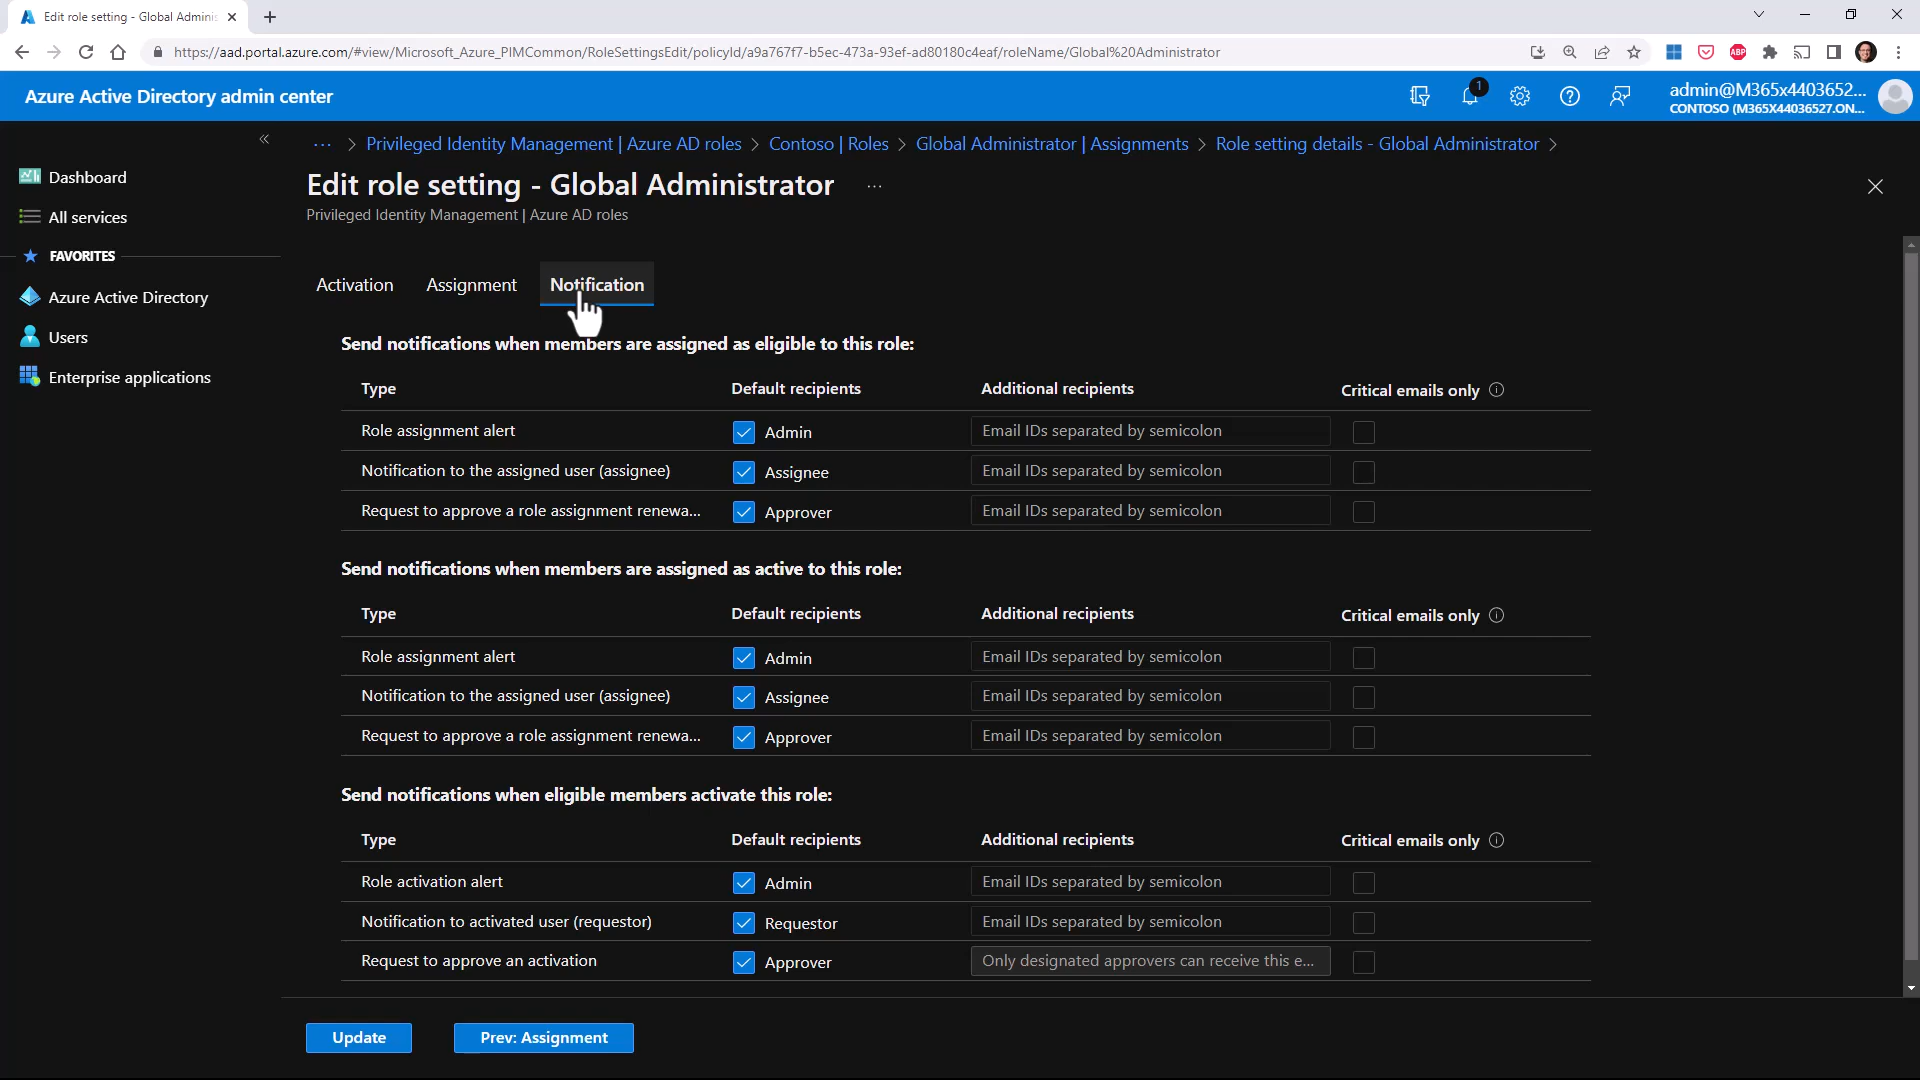 Edit role setting - Global Adminis
https://aad.portal.azure.com/#view/Microsoft_Azure_PIMCommon/RoleSettingsEdit/policyId/a9a767f7-b5ec-473a-93ef-ad80180c4eaf/roleName/Global%20Administrator
ABP
Azure Active Directory admin center
1
admin@M365x4403652...
CONTOSO (M365X44036527.ON...
... > Privileged Identity Management | Azure AD roles > Contoso | Roles > Global Administrator | Assignments > Role setting details - Global Administrator >
Edit role setting - Global Administrator ...
Privileged Identity Management | Azure AD roles
Dashboard
All services
FAVORITES
Azure Active Directory
Users
Enterprise applications
Activation Assignment Notification
Send notifications when members are assigned as eligible to this role:
Type Default recipients Additional recipients Critical emails only
Role assignment alert Admin Email IDs separated by semicolon
Notification to the assigned user (assignee) Assignee Email IDs separated by semicolon
Request to approve a role assignment renewa... Approver Email IDs separated by semicolon
Send notifications when members are assigned as active to this role:
Type Default recipients Additional recipients Critical emails only
Role assignment alert Admin Email IDs separated by semicolon
Notification to the assigned user (assignee) Assignee Email IDs separated by semicolon
Request to approve a role assignment renewa... Approver Email IDs separated by semicolon
Send notifications when eligible members activate this role:
Type Default recipients Additional recipients Critical emails only
Role activation alert Admin Email IDs separated by semicolon
Notification to activated user (requestor) Requestor Email IDs separated by semicolon
Request to approve an activation Approver Only designated approvers can receive this e...
Update Prev: Assignment